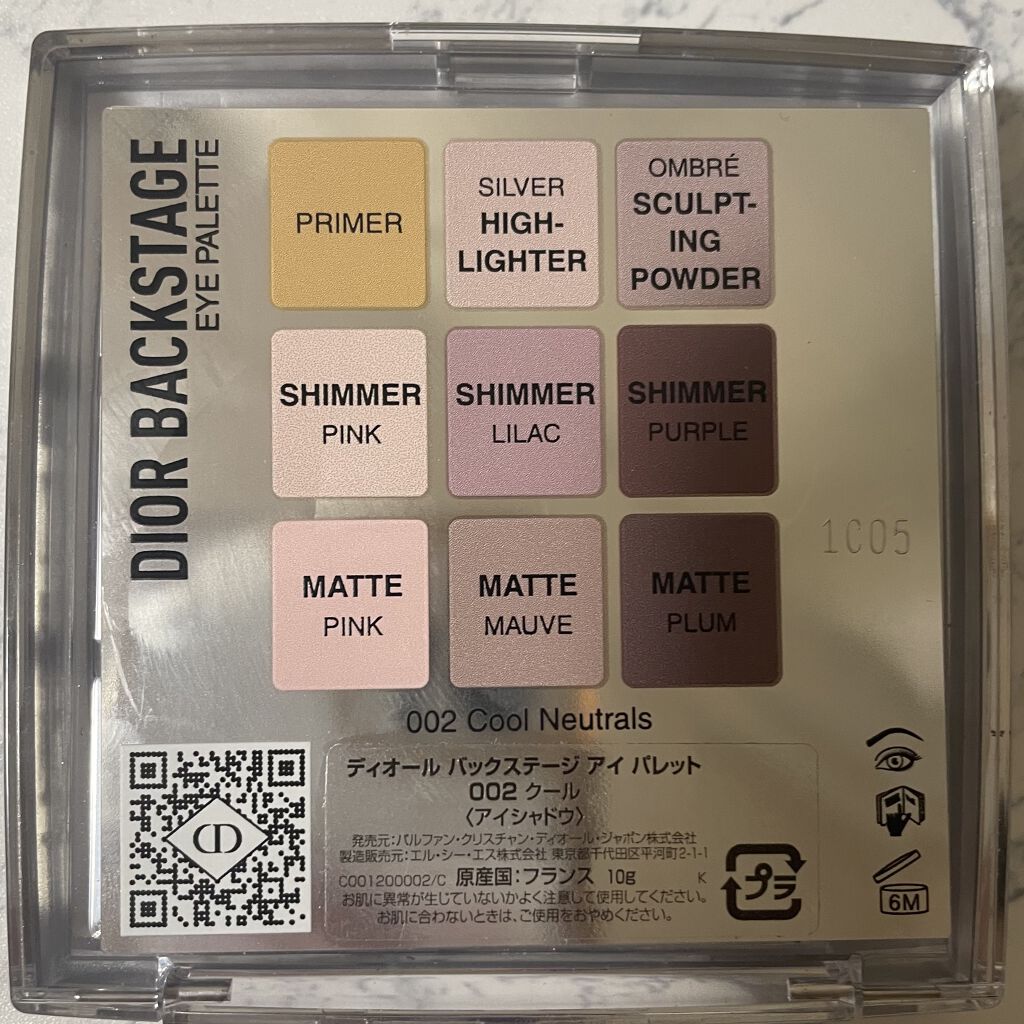 DIOR BACKSTAGE
EYE PALETTE
PRIMER
SILVER
HIGH-
LIGHTER
OMBRÉ
SCULPT-
ING
POWDER
SHIMMER
PINK
SHIMMER
LILAC
SHIMMER
PURPLE
MATTE
PINK
MATTE
MAUVE
MATTE
PLUM
1C05
002 Cool Neutrals
CD
ディオール バックステージ アイ パレット
002 クール
〈アイシャドウ〉
発売元:パルファン・クリスチャン・ディオール・ジャポン株式会社
製造販売元:エル・シー・エス株式会社 東京都千代田区平河町2-1-1
C001200002/C 原産国:フランス 10g K
お肌に異常が生じていないかよく注意して使用してください。
お肌に合わないときは、ご使用をおやめください。
プラ
6M